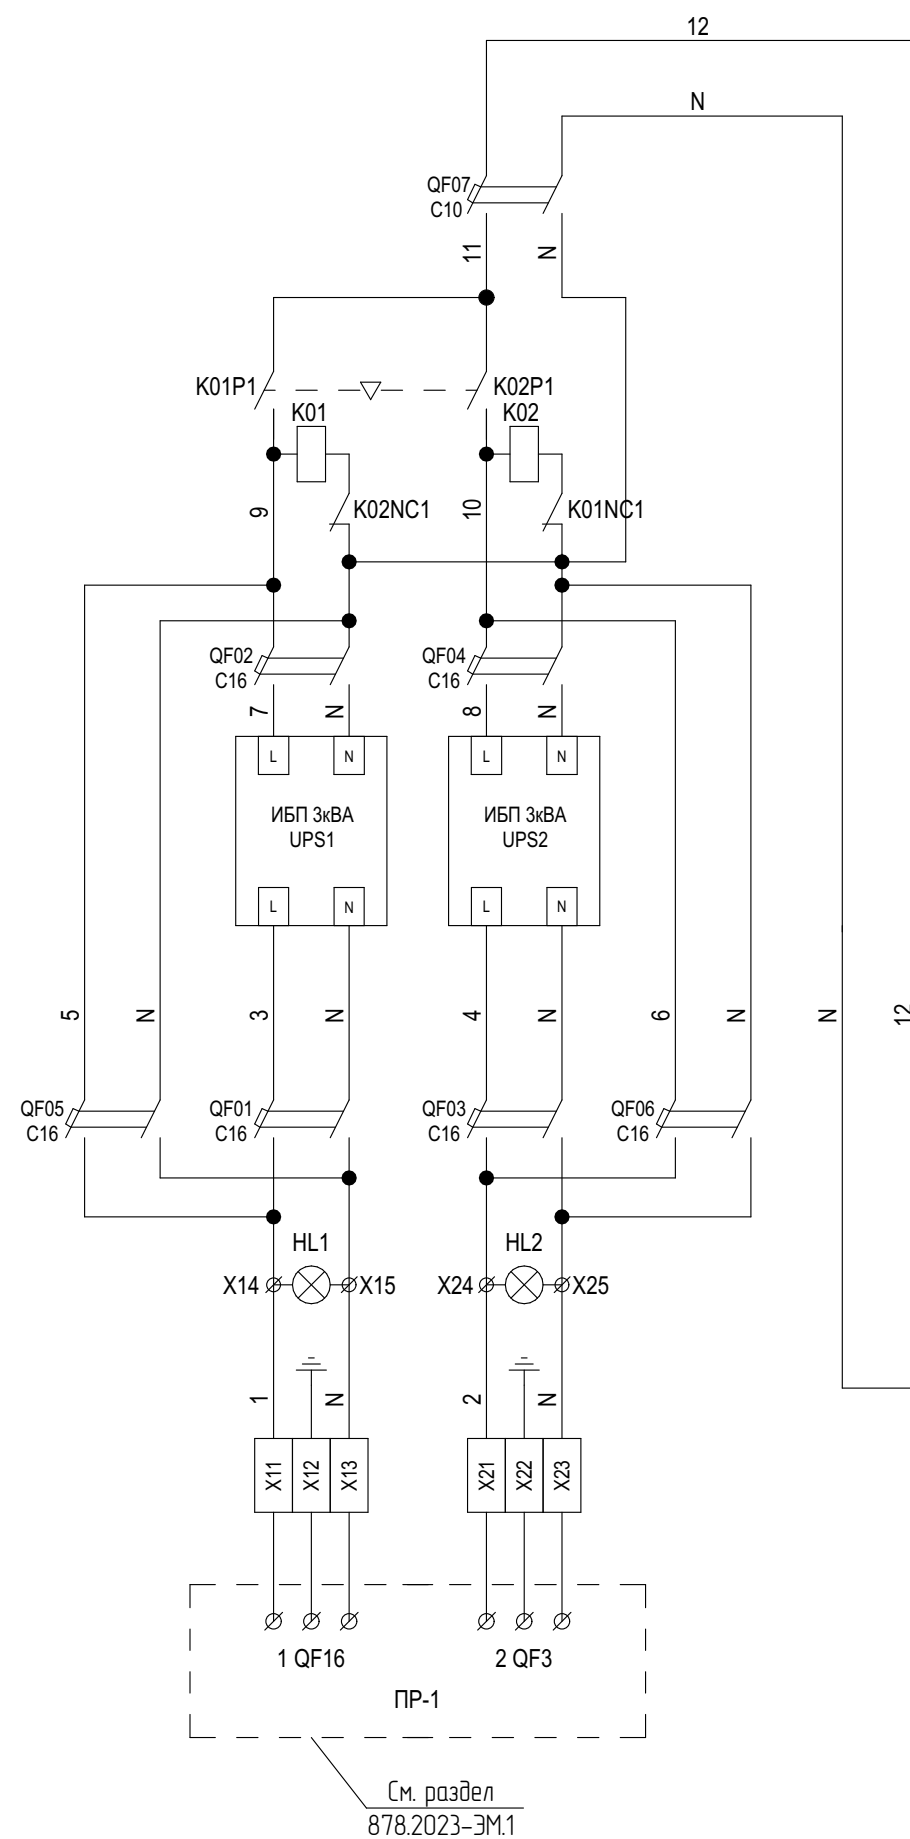 12
N
QF07
C10
11
N
K01P1
K02P1
K01
K02
9
K02NC1
10
K01NC1
QF02
C16
QF04
C16
7
N
8
N
L
N
L
N
ИБП 3кВА
UPS1
ИБП 3кВА
UPS2
L
N
L
N
5
N
3
N
4
N
6
N
N
12
QF05
C16
QF01
C16
QF03
C16
QF06
C16
HL1
HL2
X14
X15
X24
X25
1
N
2
N
X11
X12
X13
X21
X22
X23
1 QF16
2 QF3
ПР-1
См. раздел
878.2023-ЭМ.1